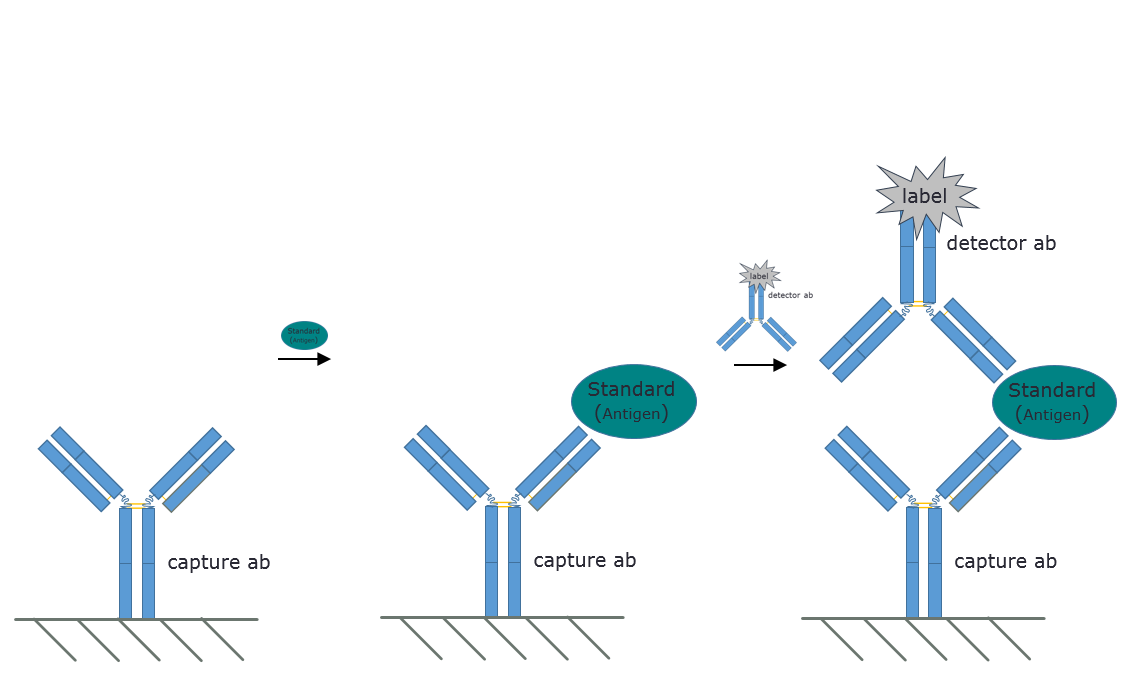 capture ab
Standard
(Antigen)
Standard
(Antigen)
capture ab
label
detector ab
label
detector ab
Standard
(Antigen)
capture ab